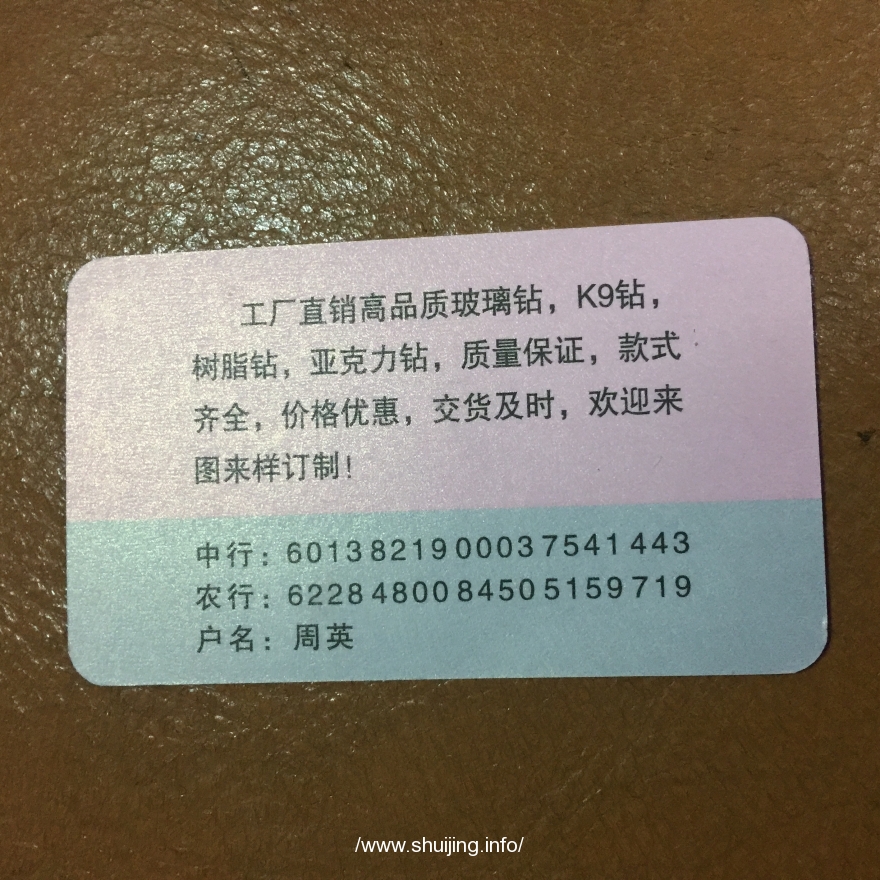 工厂直销高品质玻璃钻，K9钻，
树脂钻，亚克力钻，质量保证，款式
齐全，价格优惠，交货及时，欢迎来
图来样订制！
中行：6013821900037541443
农行：6228480084505159719
户名：周英
/www.shuijing.info/